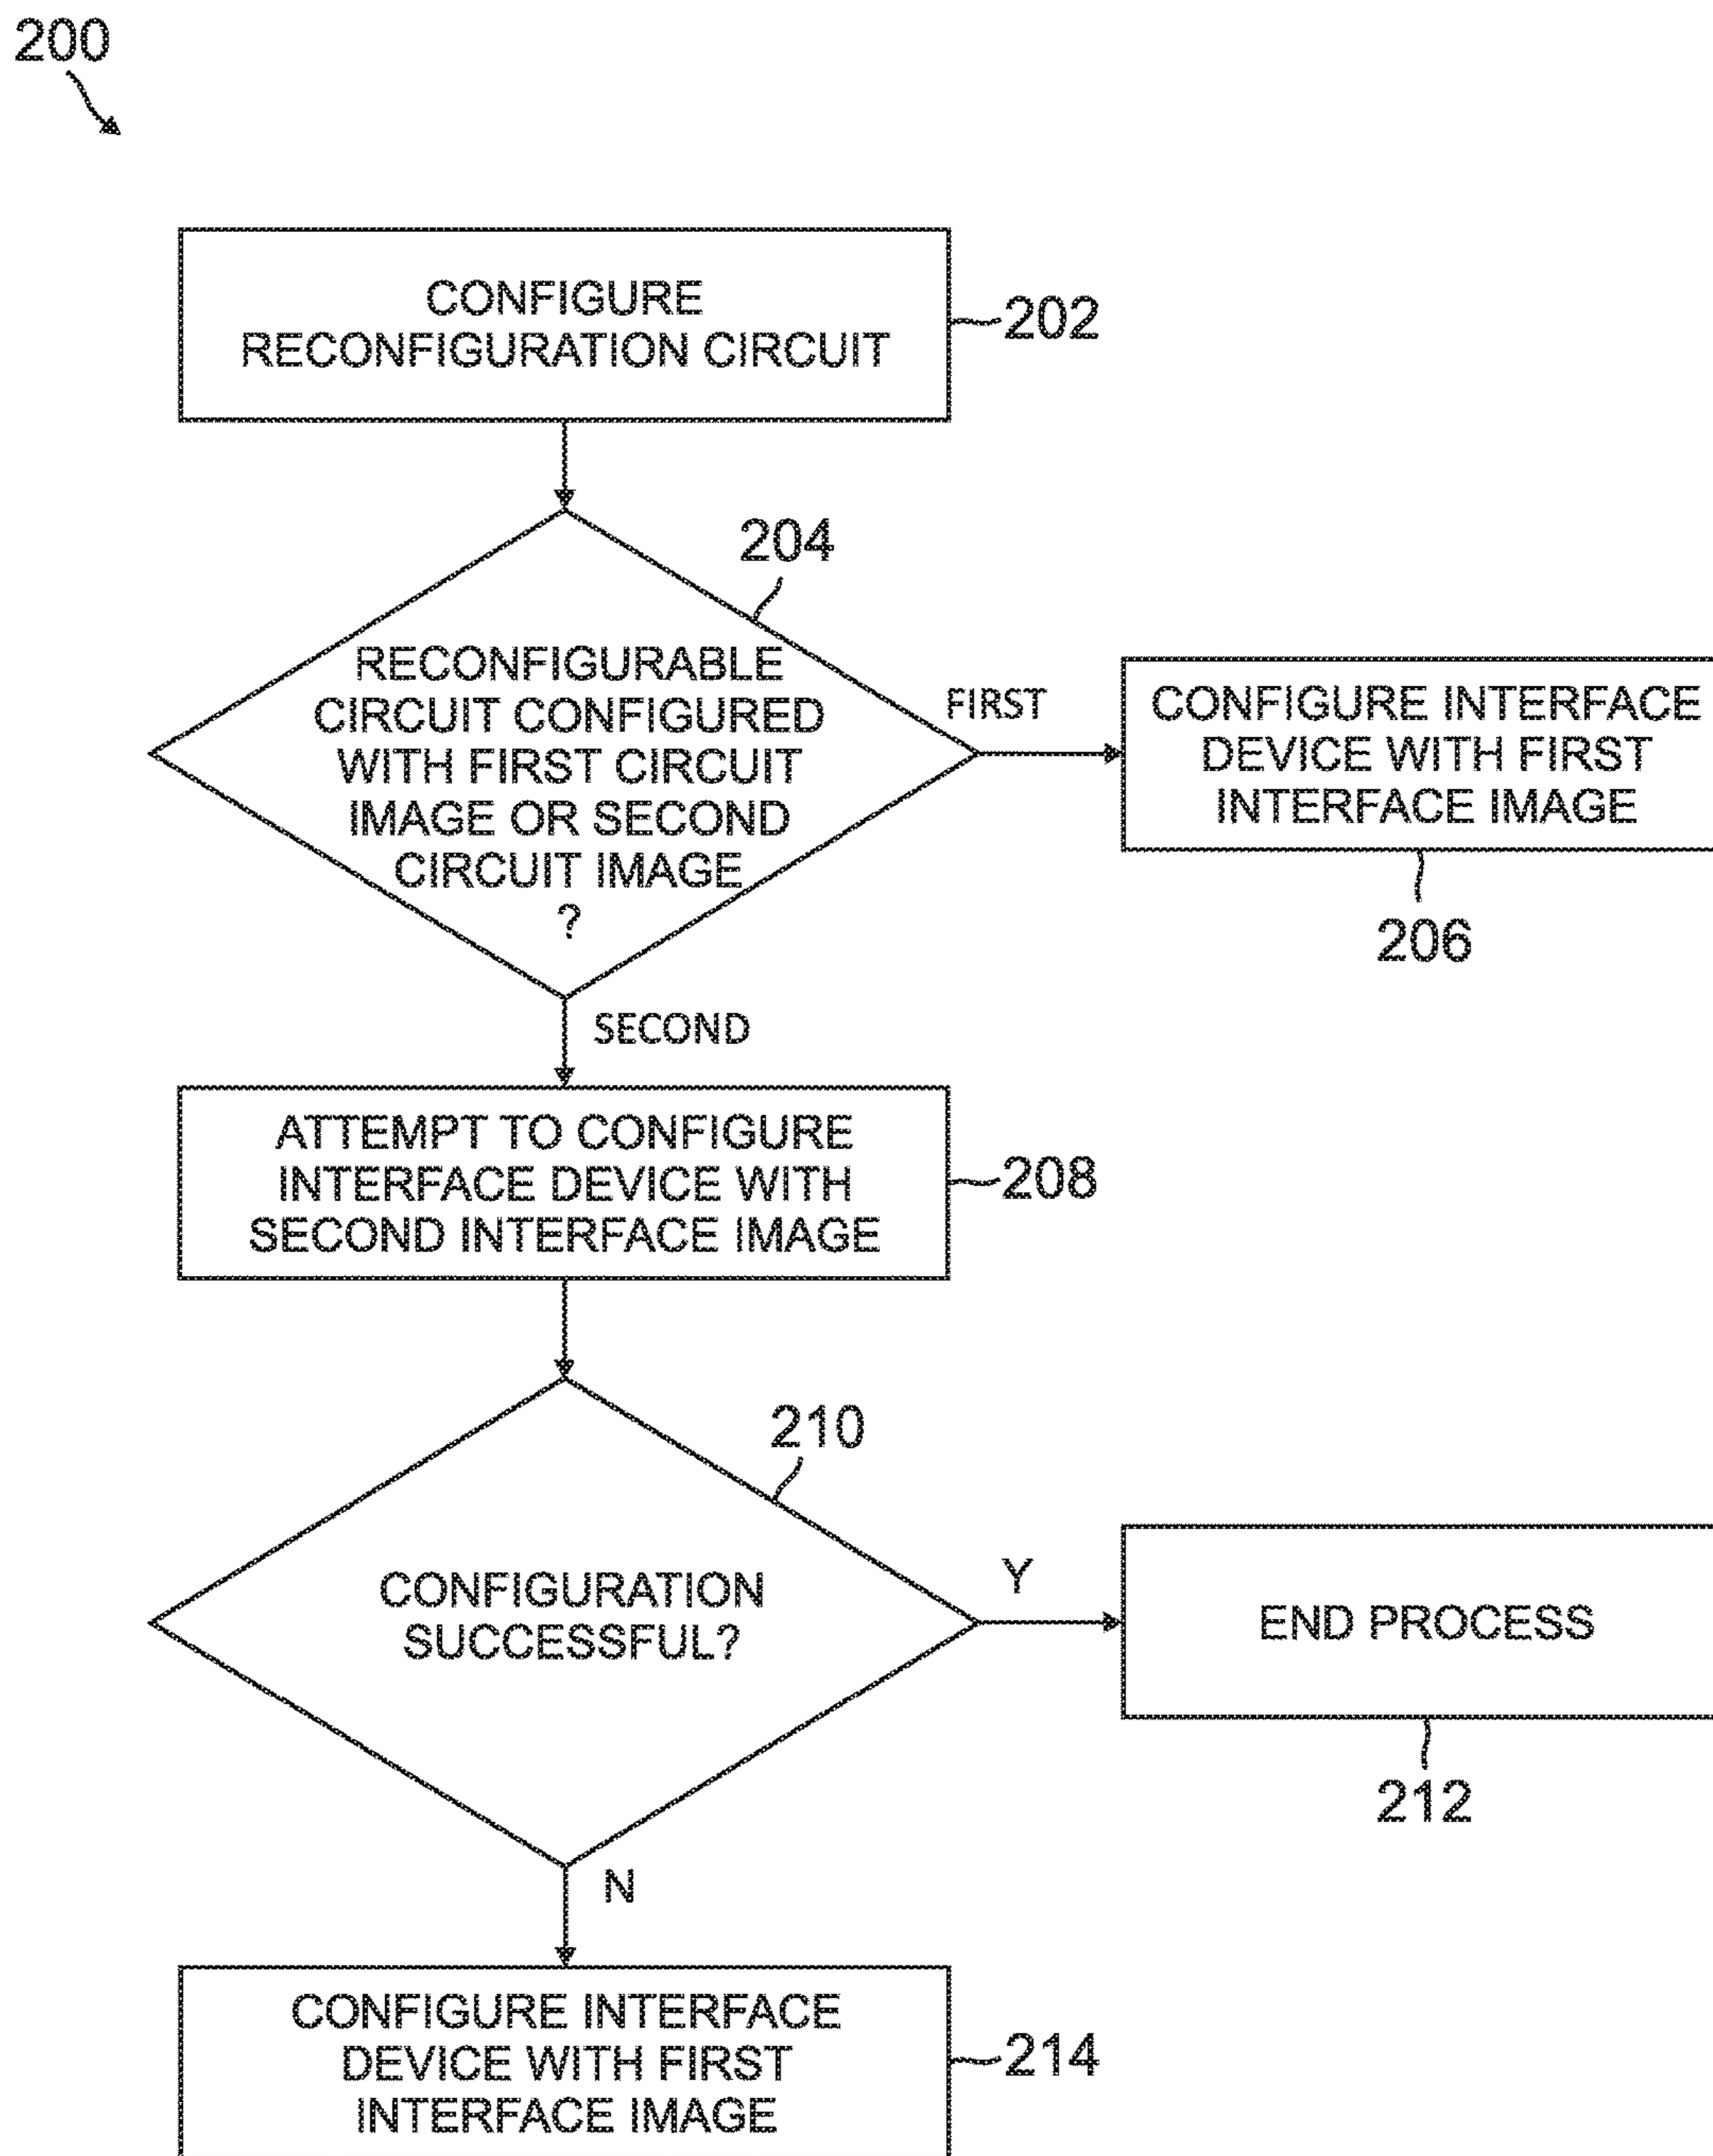 200
CONFIGURE
RECONFIGURATION CIRCUIT
202
204
RECONFIGURABLE
CIRCUIT CONFIGURED
WITH FIRST CIRCUIT
IMAGE OR SECOND
CIRCUIT IMAGE
?
FIRST
CONFIGURE INTERFACE
DEVICE WITH FIRST
INTERFACE IMAGE
206
SECOND
ATTEMPT TO CONFIGURE
INTERFACE DEVICE WITH
SECOND INTERFACE IMAGE
208
210
CONFIGURATION
SUCCESSFUL?
Y
END PROCESS
212
N
CONFIGURE INTERFACE
DEVICE WITH FIRST
INTERFACE IMAGE
214